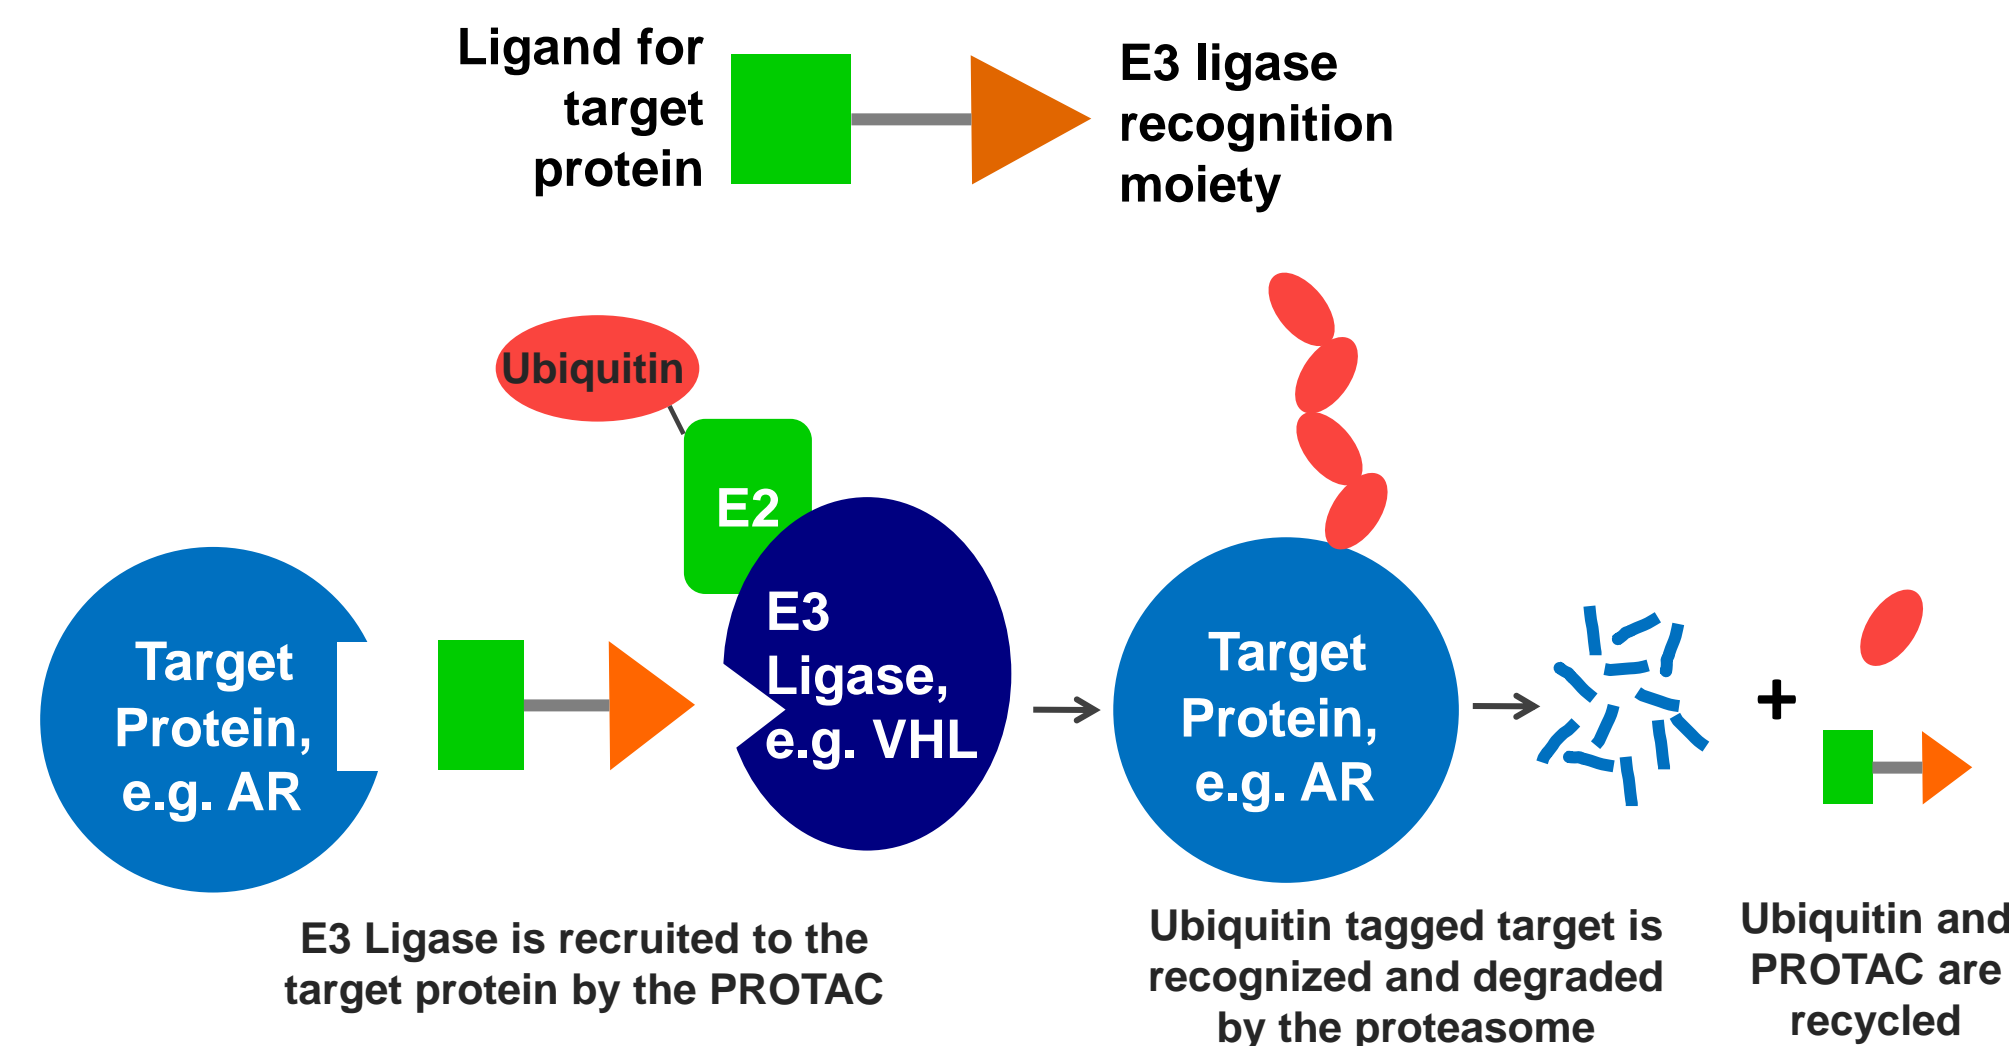 Ligand for
target
protein
E3 ligase
recognition
moiety
Ubiquitin
E2
E3
Ligase,
e.g. VHL
Target
Protein,
e.g. AR
Target
Protein,
e.g. AR
+
E3 Ligase is recruited to the
target protein by the PROTAC
Ubiquitin tagged target is
recognized and degraded
by the proteasome
Ubiquitin and
PROTAC are
recycled